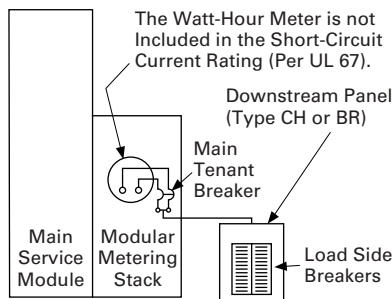 The Watt-Hour Meter is not
Included in the Short-Circuit
Current Rating (Per UL 67).
Downstream Panel
(Type CH or BR)
Main
Tenant
Breaker
Main
Service
Module
Modular
Metering
Stack
Load Side
Breakers